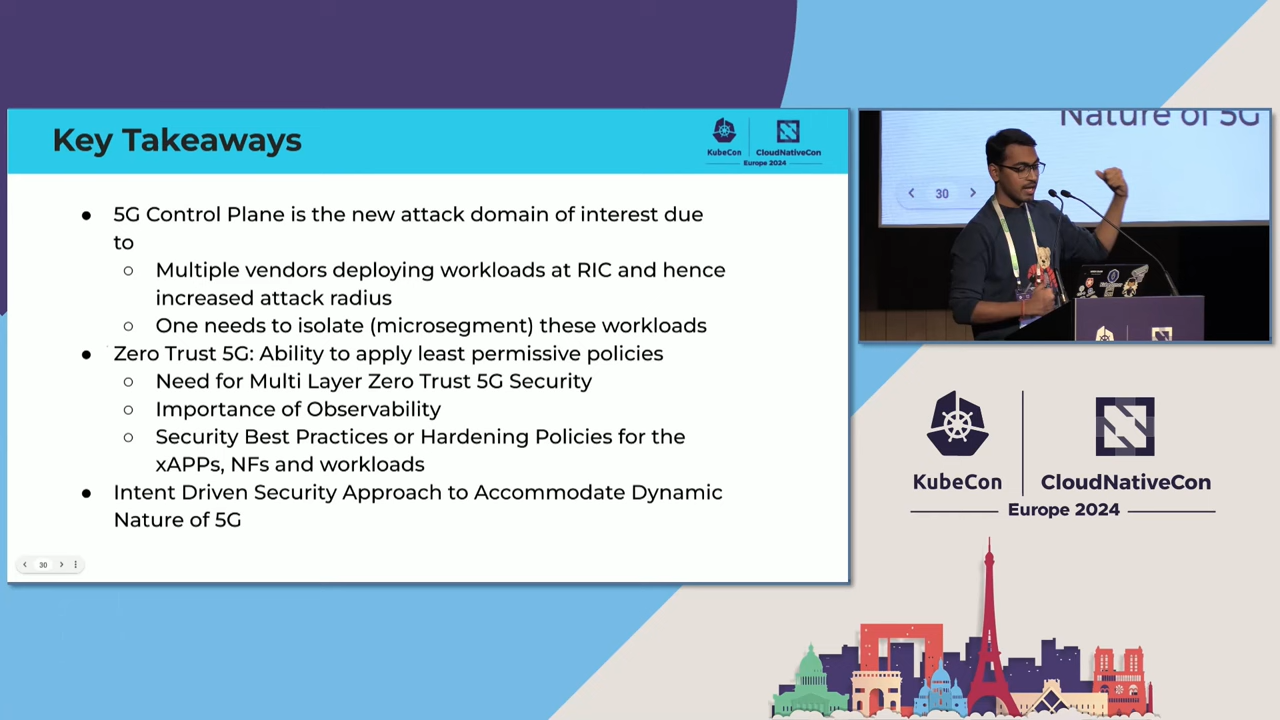 Key Takeaways
KubeCon
CloudNativeCon
Europe 2024
● 5G Control Plane is the new attack domain of interest due
to
○ Multiple vendors deploying workloads at RIC and hence
increased attack radius
○ One needs to isolate (microsegment) these workloads
● Zero Trust 5G: Ability to apply least permissive policies
○ Need for Multi Layer Zero Trust 5G Security
○ Importance of Observability
○ Security Best Practices or Hardening Policies for the
xAPPs, NFs and workloads
● Intent Driven Security Approach to Accommodate Dynamic
Nature of 5G
30
Nature of 5G
30
KubeCon
CloudNativeCon
Europe 2024